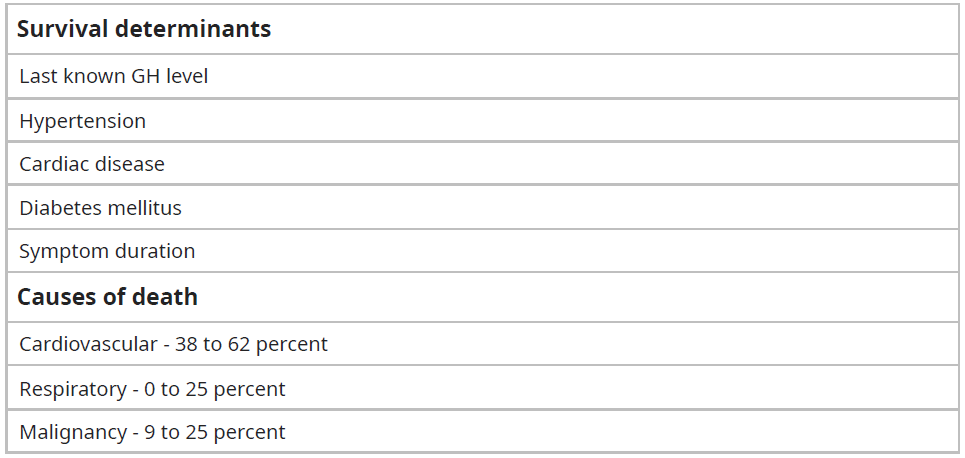 Survival determinants
Last known GH level
Hypertension
Cardiac disease
Diabetes mellitus
Symptom duration
Causes of death
Cardiovascular - 38 to 62 percent
Respiratory - 0 to 25 percent
Malignancy - 9 to 25 percent